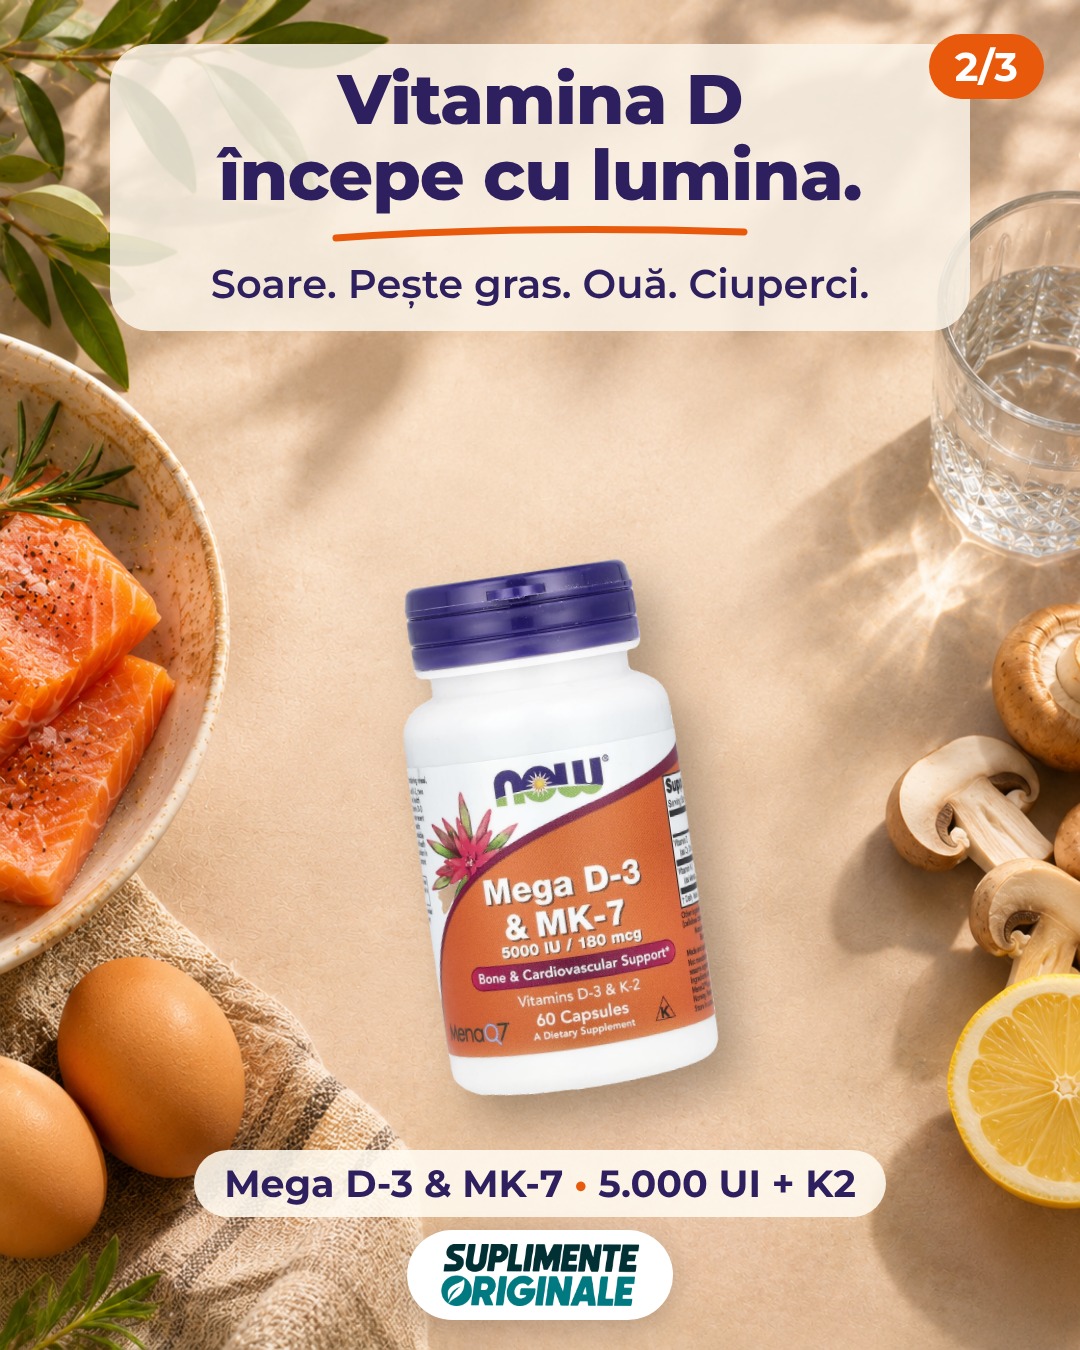 2/3
Vitamina D
începe cu lumina.
Soare. Pește gras. Ouă. Ciuperci.
NOW®
Mega D-3
& MK-7
5000 IU / 180 mcg
Bone & Cardiovascular Support*
Vitamins D-3 & K-2
60 Capsules
A Dietary Supplement
MenaQ7
K
Mega D-3 & MK-7 • 5.000 UI + K2
SUPLIMENTE
ORIGINALE